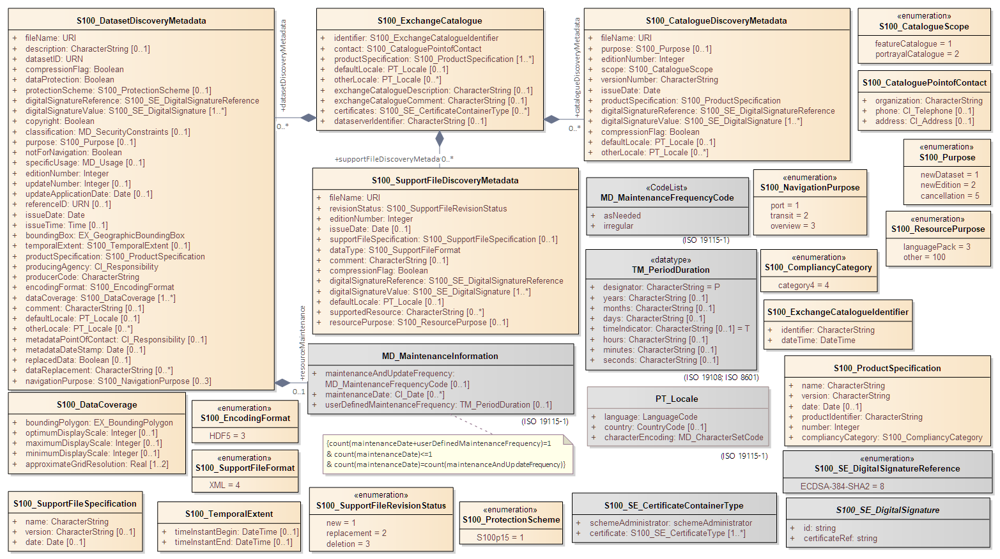 S100_DatasetDiscoveryMetadata
+ fileName: URI
+ description: CharacterString [0..1]
+ datasetID: URN
+ compressionFlag: Boolean
+ dataProtection: Boolean
+ protectionScheme: S100_ProtectionScheme [0..1]
+ digitalSignatureReference: S100_SE_DigitalSignatureReference
+ digitalSignatureValue: S100_SE_DigitalSignature [1..*]
+ copyright: Boolean
+ classification: MD_SecurityConstraints [0..1]
+ purpose: S100_Purpose [0..1]
+ notForNavigation: Boolean
+ specificUsage: MD_Usage [0..1]
+ editionNumber: Integer
+ updateNumber: Integer [0..1]
+ updateApplicationDate: Date [0..1]
+ referenceID: URN [0..1]
+ issueDate: Date
+ issueTime: Time [0..1]
+ boundingBox: EX_GeographicBoundingBox
+ temporalExtent: S100_TemporalExtent [0..1]
+ productSpecification: S100_ProductSpecification
+ producingAgency: CI_Responsibility
+ producerCode: CharacterString
+ encodingFormat: S100_EncodingFormat
+ dataCoverage: S100_DataCoverage [1..*]
+ comment: CharacterString [0..1]
+ defaultLocale: PT_Locale [0..1]
+ otherLocale: PT_Locale [0..*]
+ metadataPointOfContact: CI_Responsibility [0..1]
+ metadataDateStamp: Date [0..1]
+ replacedData: Boolean [0..1]
+ dataReplacement: CharacterString [0..*]
+ navigationPurpose: S100_NavigationPurpose [0..3]
+datasetDiscoveryMetadata
0..*
S100_ExchangeCatalogue
+ identifier: S100_ExchangeCatalogueIdentifier
+ contact: S100_CataloguePointofContact
+ productSpecification: S100_ProductSpecification [1..*]
+ defaultLocale: PT_Locale [0..1]
+ otherLocale: PT_Locale [0..*]
+ exchangeCatalogueDescription: CharacterString [0..1]
+ exchangeCatalogueComment: CharacterString [0..1]
+ certificates: S100_SE_CertificateContainerType [0..*]
+ dataserverIdentifier: CharacterString [0..1]
+catalogueDiscoveryMetadata
0..*
S100_CatalogueDiscoveryMetadata
+ fileName: URI
+ purpose: S100_Purpose [0..1]
+ editionNumber: Integer
+ scope: S100_CatalogueScope
+ versionNumber: CharacterString
+ issueDate: Date
+ productSpecification: S100_ProductSpecification
+ digitalSignatureReference: S100_SE_DigitalSignatureReference
+ digitalSignatureValue: S100_SE_DigitalSignature [1..*]
+ compressionFlag: Boolean
+ defaultLocale: PT_Locale [0..1]
+ otherLocale: PT_Locale [0..*]
«enumeration»
S100_CatalogueScope
featureCatalogue = 1
portrayalCatalogue = 2
S100_CataloguePointofContact
+ organization: CharacterString
+ phone: CI_Telephone [0..1]
+ address: CI_Address [0..1]
«enumeration»
S100_Purpose
newDataset = 1
newEdition = 2
cancellation = 5
+supportFileDiscoveryMetada 0..*
S100_SupportFileDiscoveryMetadata
+ fileName: URI
+ revisionStatus: S100_SupportFileRevisionStatus
+ editionNumber: Integer
+ issueDate: Date [0..1]
+ supportFileSpecification: S100_SupportFileSpecification [0..1]
+ dataType: S100_SupportFileFormat
+ comment: CharacterString [0..1]
+ compressionFlag: Boolean
+ digitalSignatureReference: S100_SE_DigitalSignatureReference
+ digitalSignatureValue: S100_SE_DigitalSignature [1..*]
+ defaultLocale: PT_Locale [0..1]
+ supportedResource: CharacterString [0..*]
+ resourcePurpose: S100_ResourcePurpose [0..1]
«CodeList»
MD_MaintenanceFrequencyCode
+ asNeeded
+ irregular
(ISO 19115-1)
«enumeration»
S100_NavigationPurpose
port = 1
transit = 2
overview = 3
«enumeration»
S100_ResourcePurpose
languagePack = 3
other = 100
«datatype»
TM_PeriodDuration
+ designator: CharacterString = P
+ years: CharacterString [0..1]
+ months: CharacterString [0..1]
+ days: CharacterString [0..1]
+ timeIndicator: CharacterString [0..1] = T
+ hours: CharacterString [0..1]
+ minutes: CharacterString [0..1]
+ seconds: CharacterString [0..1]
(ISO 19108; ISO 8601)
«enumeration»
S100_CompliancyCategory
category4 = 4
S100_ExchangeCatalogueIdentifier
+ identifier: CharacterString
+ dateTime: DateTime
+resourceMaintenance
0..1
MD_MaintenanceInformation
+ maintenanceAndUpdateFrequency:
MD_MaintenanceFrequencyCode [0..1]
+ maintenanceDate: CI_Date [0..*]
+ userDefinedMaintenanceFrequency: TM_PeriodDuration [0..1]
(ISO 19115-1)
{count(maintenanceDate+userDefinedMaintenanceFrequency)=1
& count(maintenanceDate)<=1
& count(maintenanceDate)=count(maintenanceAndUpdateFrequency)}
PT_Locale
+ language: LanguageCode
+ country: CountryCode [0..1]
+ characterEncoding: MD_CharacterSetCode
(ISO 19115-1)
S100_ProductSpecification
+ name: CharacterString
+ version: CharacterString
+ date: Date [0..1]
+ productIdentifier: CharacterString
+ number: Integer
+ compliancyCategory: S100_CompliancyCategory
S100_DataCoverage
+ boundingPolygon: EX_BoundingPolygon
+ optimumDisplayScale: Integer [0..1]
+ maximumDisplayScale: Integer [0..1]
+ minimumDisplayScale: Integer [0..1]
+ approximateGridResolution: Real [1..2]
«enumeration»
S100_EncodingFormat
HDF5 = 3
«enumeration»
S100_SupportFileFormat
XML = 4
«enumeration»
S100_SE_DigitalSignatureReference
ECDSA-384-SHA2 = 8
S100_SupportFileSpecification
+ name: CharacterString
+ version: CharacterString [0..1]
+ date: Date [0..1]
S100_TemporalExtent
+ timeInstantBegin: DateTime [0..1]
+ timeInstantEnd: DateTime [0..1]
«enumeration»
S100_SupportFileRevisionStatus
new = 1
replacement = 2
deletion = 3
«enumeration»
S100_ProtectionScheme
S100p15 = 1
S100_SE_CertificateContainerType
+ schemeAdministrator: schemeAdministrator
+ certificate: S100_SE_CertificateType [1..*]
S100_SE_DigitalSignature
+ id: string
+ certificateRef: string